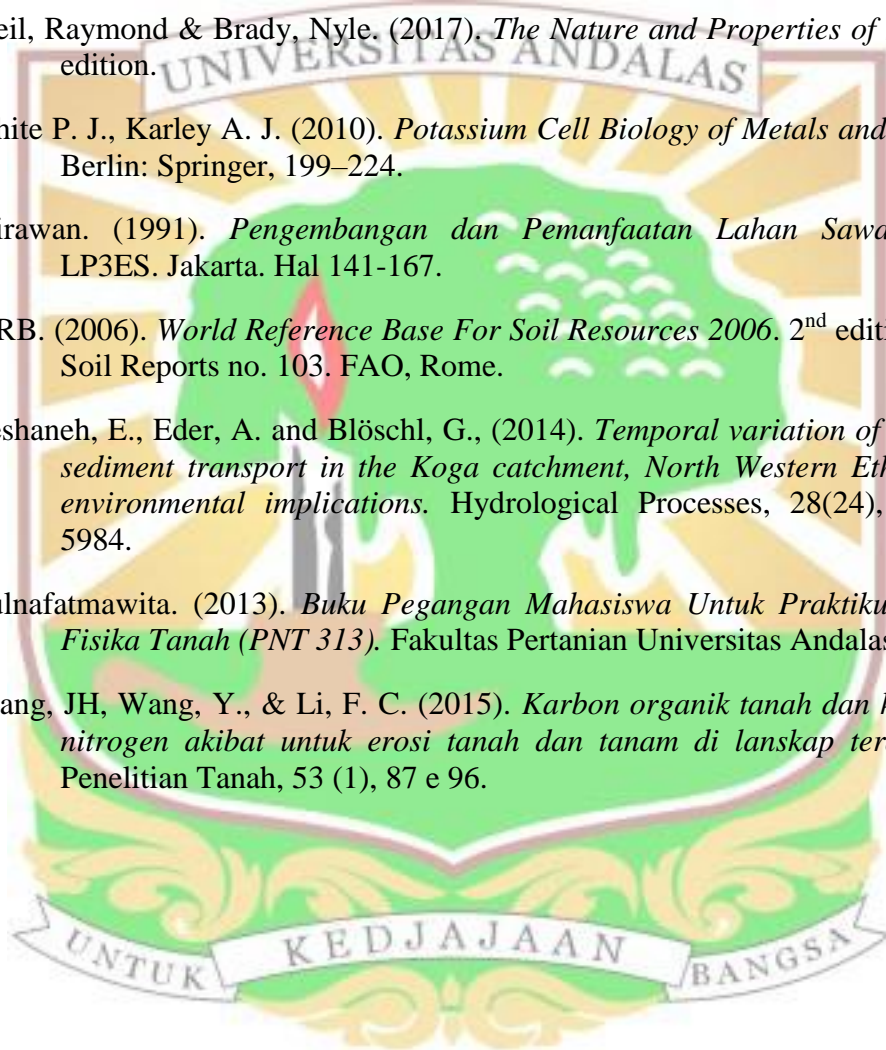 eil, Raymond & Brady, Nyle. (2017). The Nature and Properties of
edition.
UNIVERSITAS ANDALAS
hite P. J., Karley A. J. (2010). Potassium Cell Biology of Metals and
Berlin: Springer, 199–224.
irawan. (1991). Pengembangan dan Pemanfaatan Lahan Sawa
LP3ES. Jakarta. Hal 141-167.
RB. (2006). World Reference Base For Soil Resources 2006. 2nd editi
Soil Reports no. 103. FAO, Rome.
eshaneh, E., Eder, A. and Blöschl, G., (2014). Temporal variation of
sediment transport in the Koga catchment, North Western Eth
environmental implications. Hydrological Processes, 28(24),
5984.
ulnafatmawita. (2013). Buku Pegangan Mahasiswa Untuk Praktiku
Fisika Tanah (PNT 313). Fakultas Pertanian Universitas Andalas
ang, JH, Wang, Y., & Li, F. C. (2015). Karbon organik tanah dan k
nitrogen akibat untuk erosi tanah dan tanam di lanskap tera
Penelitian Tanah, 53 (1), 87 e 96.
UNTUK KEDJAJAAN BANGSA